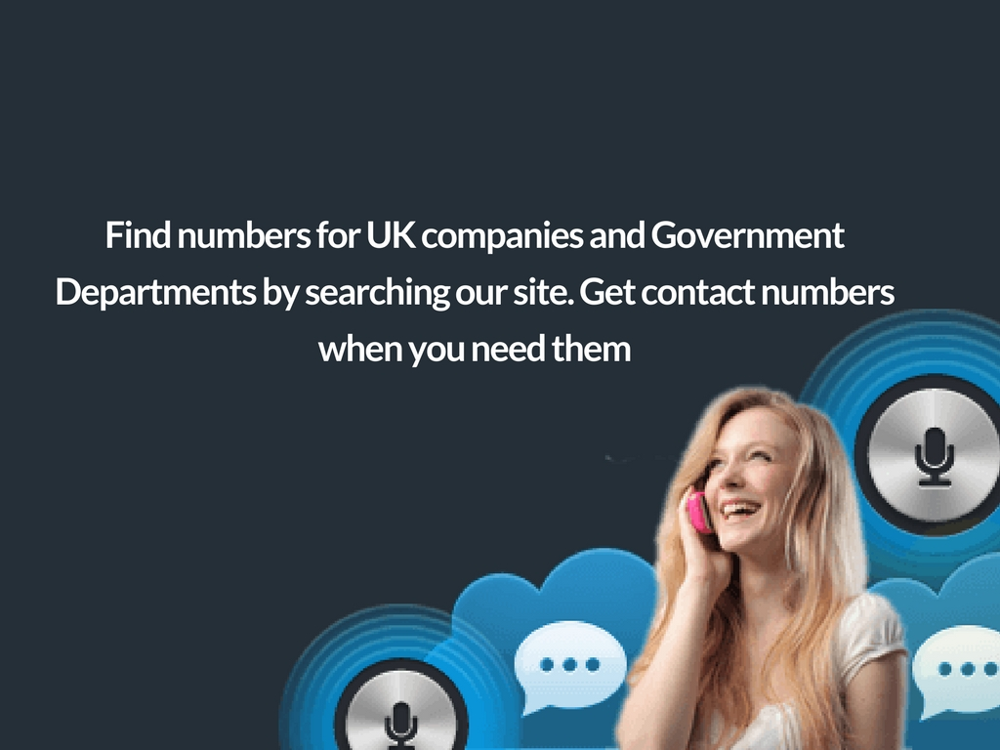 Find numbers for UK companies and Government
Departments by searching our site. Get contact numbers
when you need them